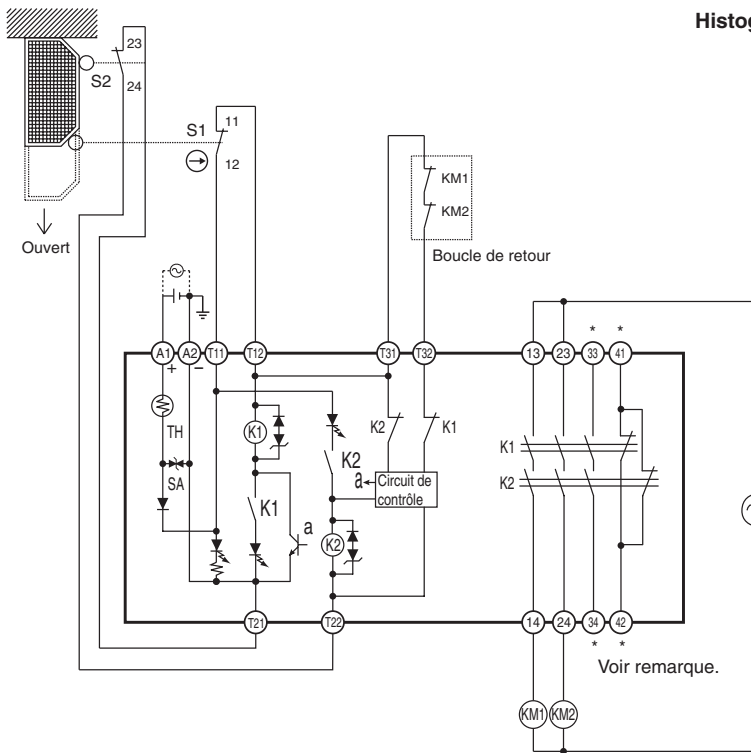 Histog
23
S2
24
S1
11
12
KM1
KM2
Ouvert
Boucle de retour
A1 A2 T11 T12 T31 T32 13 23 33 41
* *
+ −
TH
SA
K1
K2
K2 K1
K1
a
K2
a
Circuit de
contrôle
K1
K2
T21 T22 14 24 34 42
* *
Voir remarque.
KM1 KM2